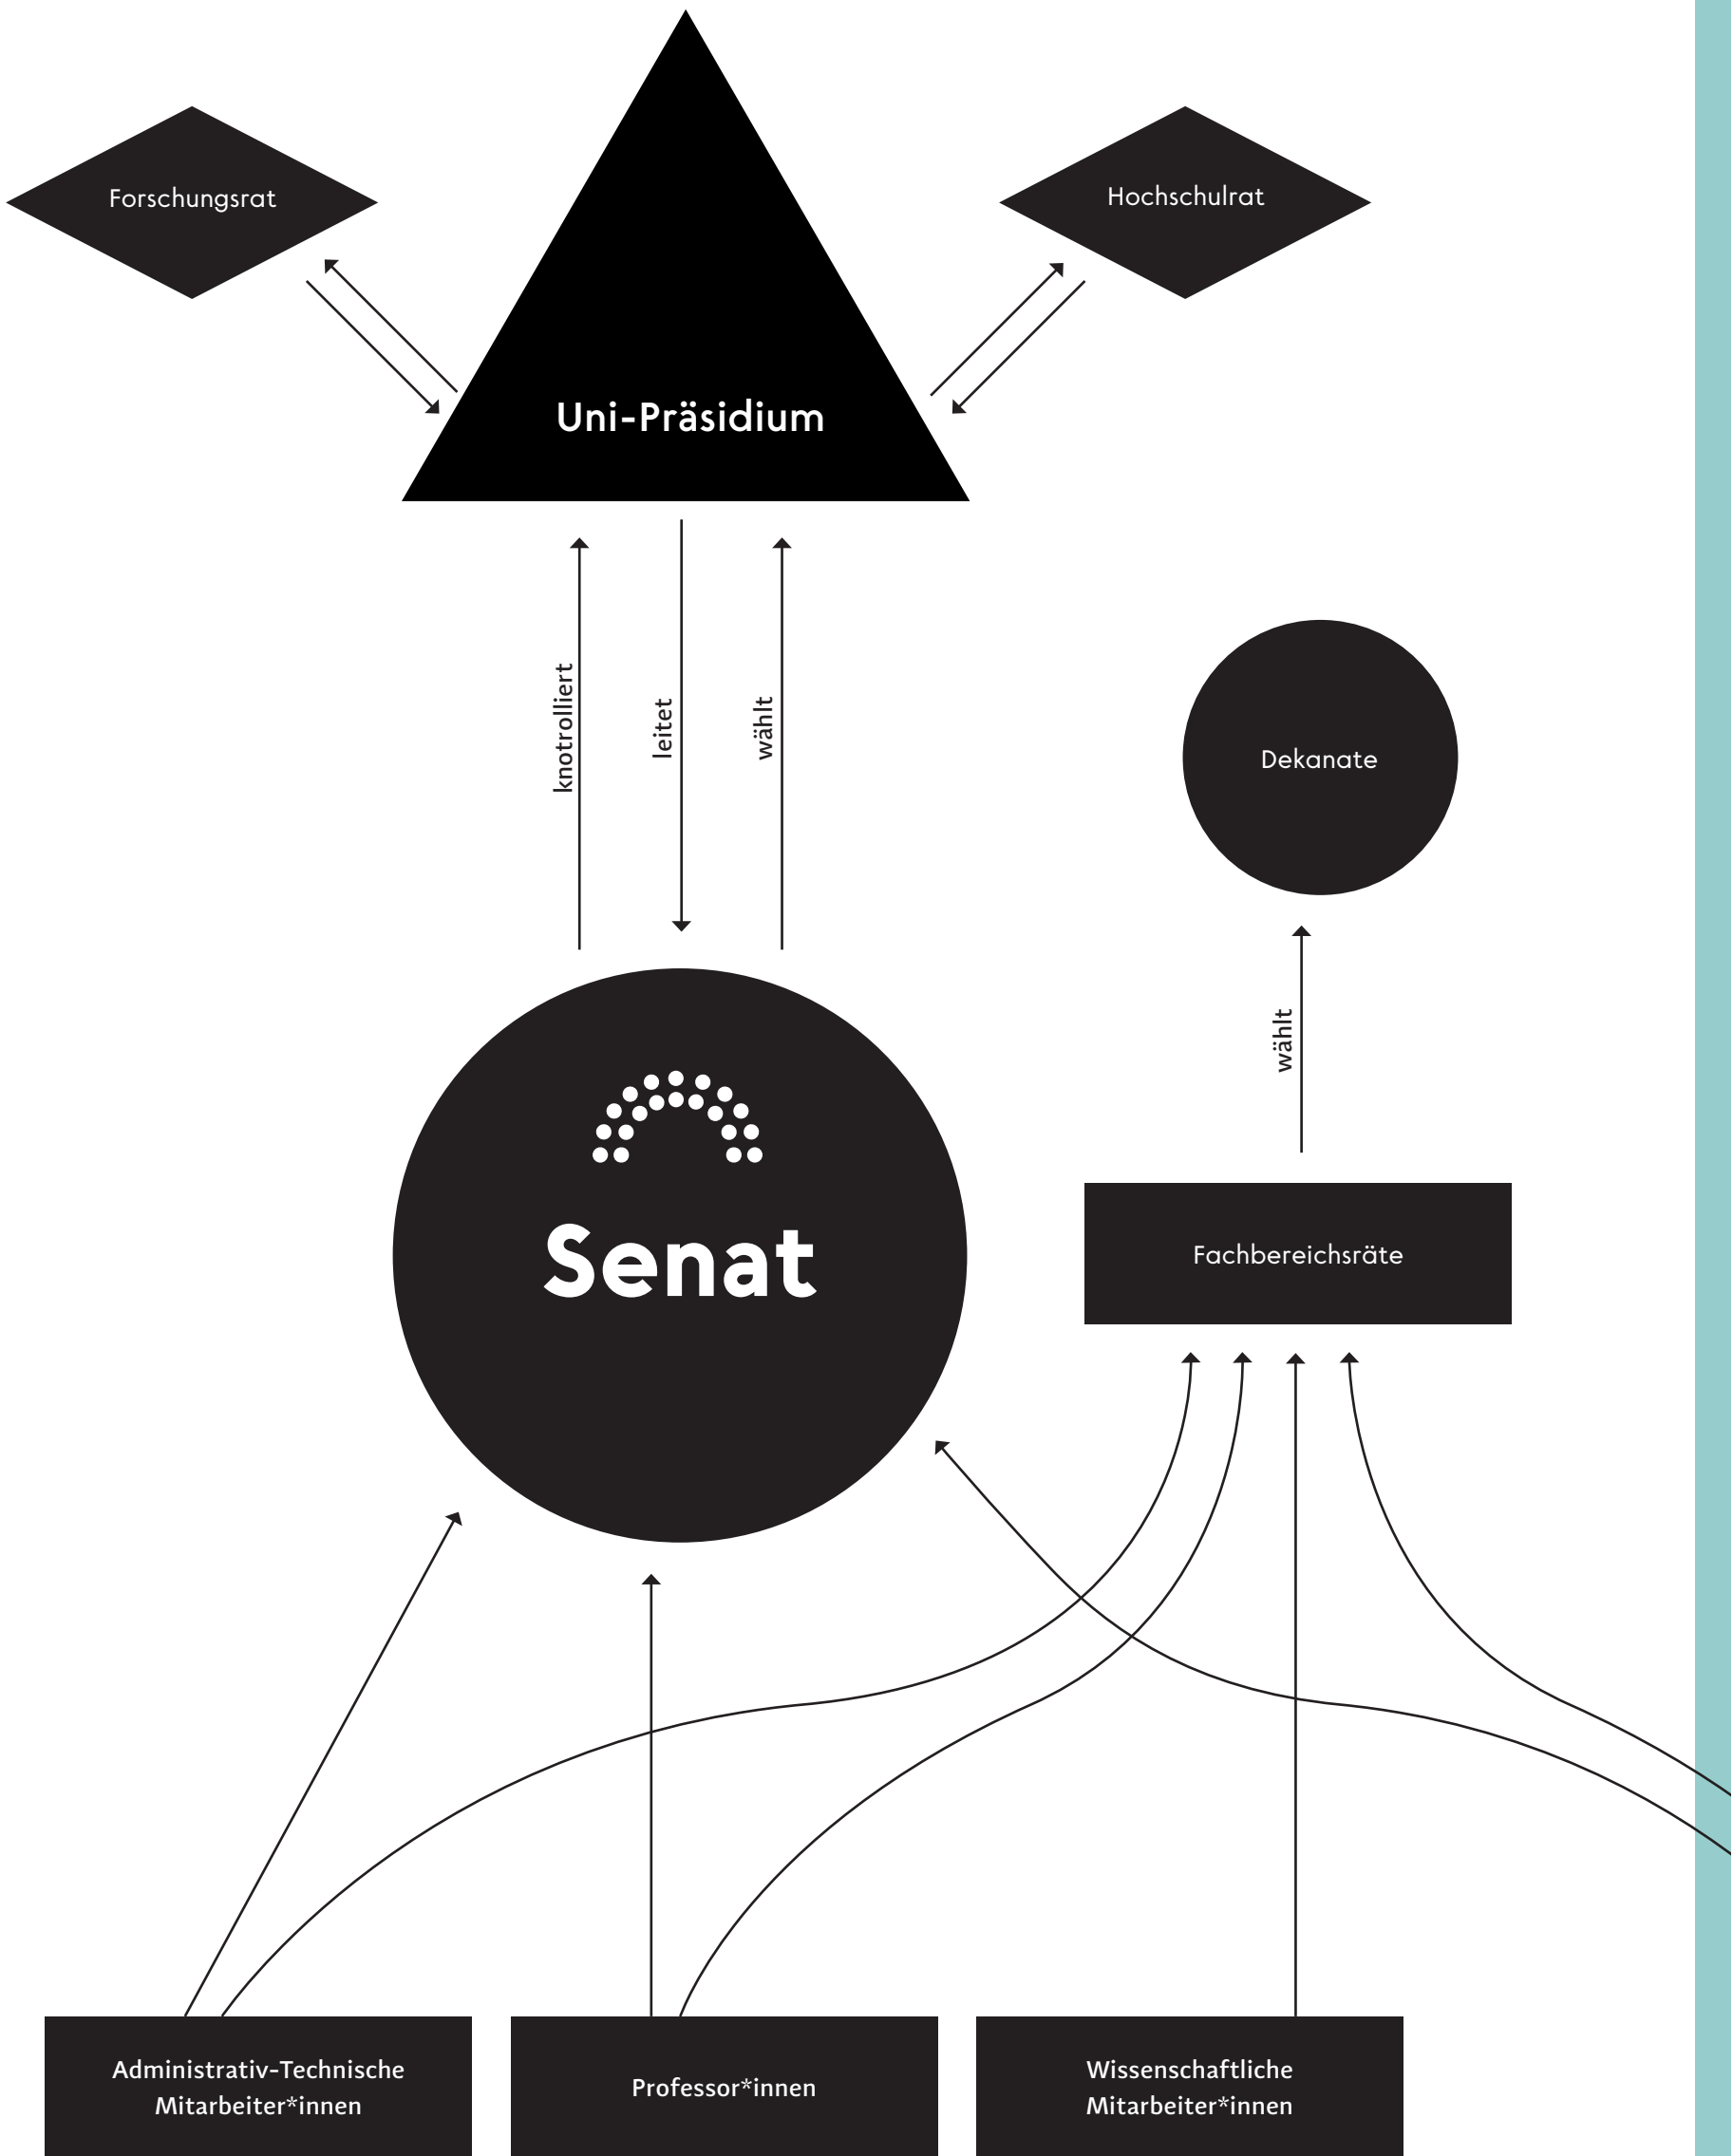 Forschungsrat
Hochschulrat
Uni-Präsidium
knotrolliert
leitet
wählt
Dekanate
wählt
Senat
Fachbereichsräte
Administrativ-Technische
Mitarbeiter*innen
Professor*innen
Wissenschaftliche
Mitarbeiter*innen